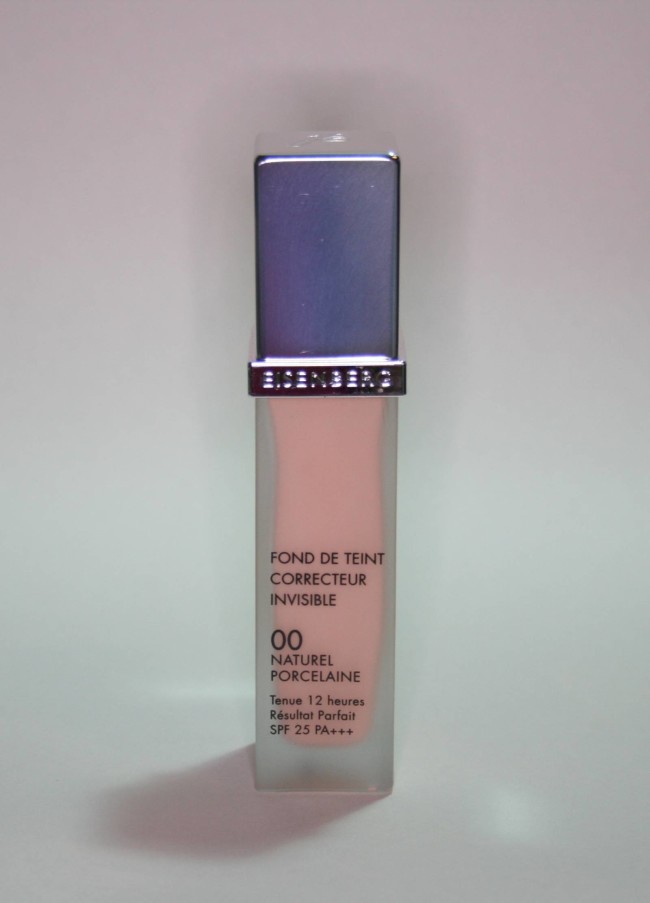 EISENBERG
FOND DE TEINT
CORRECTEUR
INVISIBLE
00
NATUREL
PORCELAINE
Tenue 12 heures
Résultat Parfait
SPF 25 PA+++